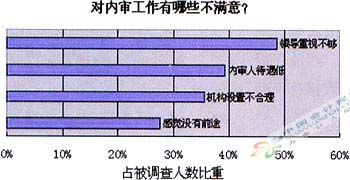 对内审工作有哪些不满意?
领导重视不够
内审人待遇低
机构设置不合理
感觉没有前途
0% 10% 20% 30% 40% 50% 60%
占被调查人数比重